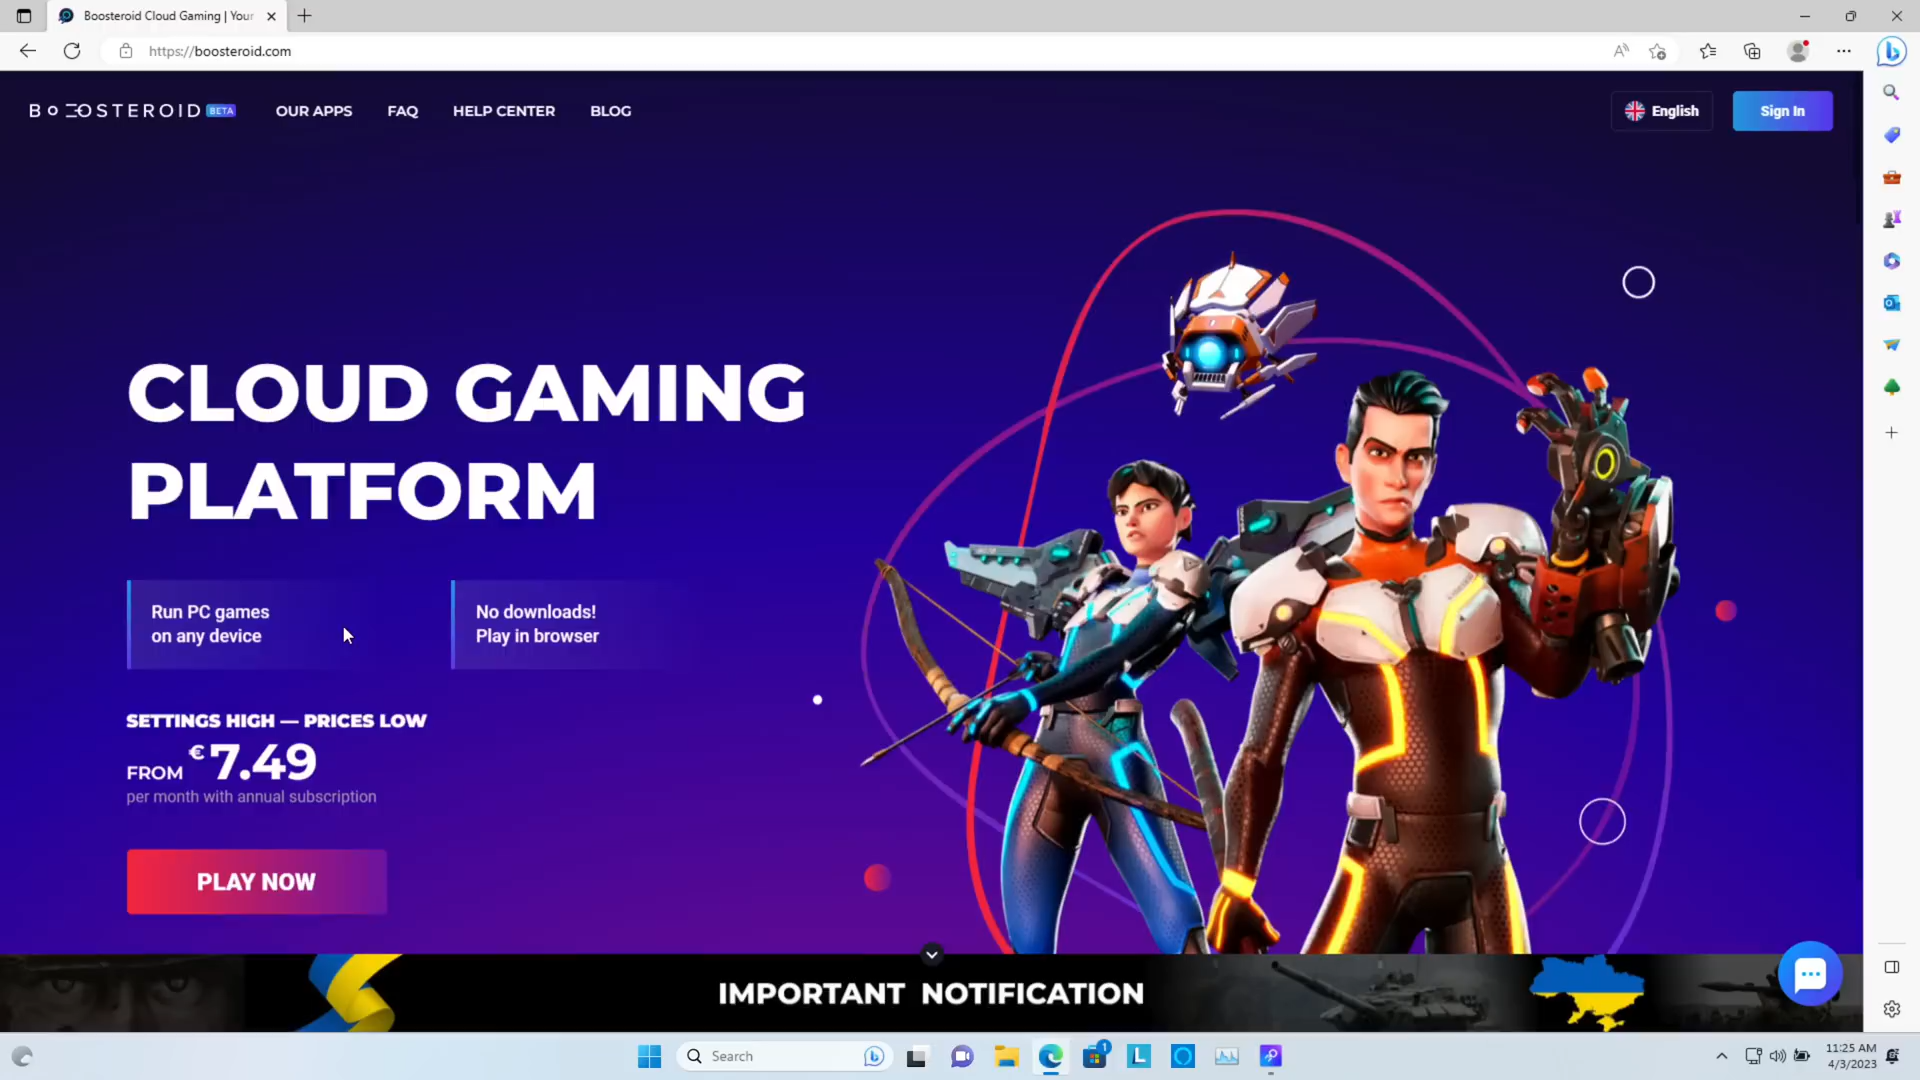 Boosteroid Cloud Gaming | Your
https://boosteroid.com
BOOSTEROID BETA
OUR APPS
FAQ
HELP CENTER
BLOG
English
Sign In
CLOUD GAMING
PLATFORM
Run PC games
on any device
No downloads!
Play in browser
SETTINGS HIGH — PRICES LOW
FROM €7.49
per month with annual subscription
PLAY NOW
IMPORTANT NOTIFICATION
Search
1
L
11:25 AM
4/3/2023